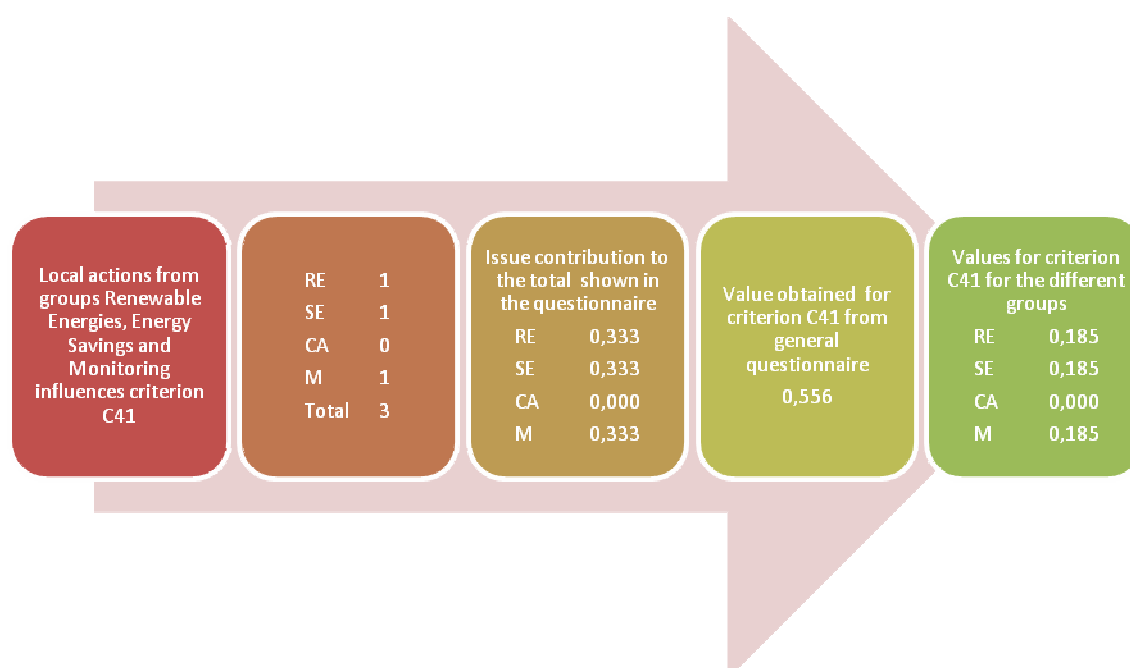 Local actions from
groups Renewable
Energies, Energy
Savings and
Monitoring
influences criterion
C41
RE 1
SE 1
CA 0
M 1
Total 3
Issue contribution to
the total shown in
the questionnaire
RE 0,333
SE 0,333
CA 0,000
M 0,333
Value obtained for
criterion C41 from
general
questionnaire
0,556
Values for criterion
C41 for the different
groups
RE 0,185
SE 0,185
CA 0,000
M 0,185